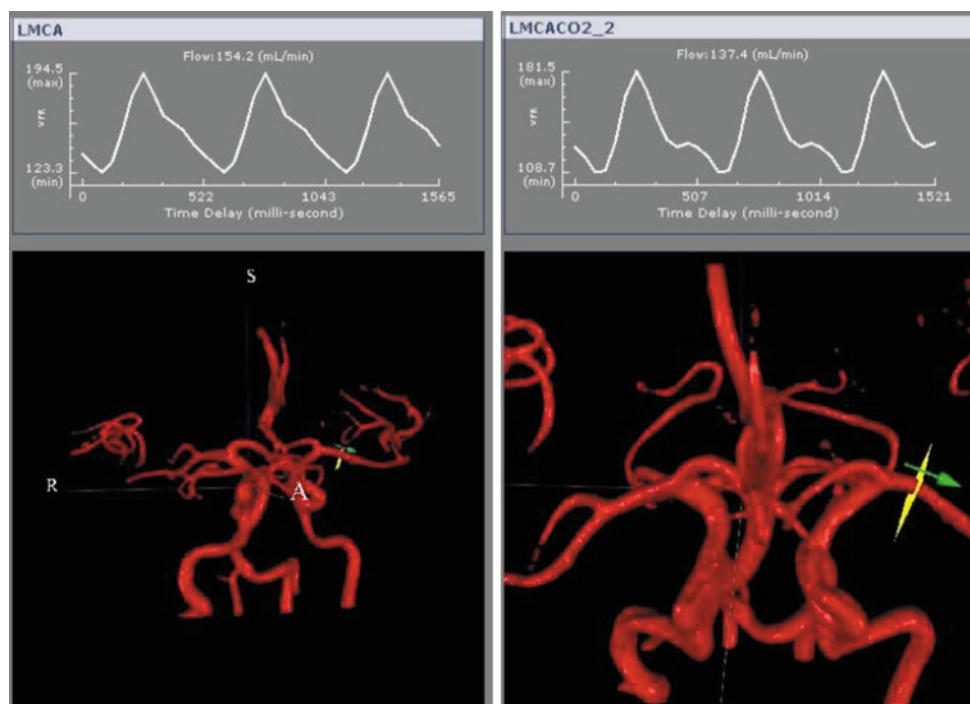 LMCA
Flow:154.2 (mL/min)
194.5
(max)
VFR
123.3
(min)
0 522 1043 1565
Time Delay (milli-second)
S
R
A
LMCACO2_2
Flow:137.4 (mL/min)
181.5
(max)
VFR
108.7
(min)
0 507 1014 1521
Time Delay (milli-second)